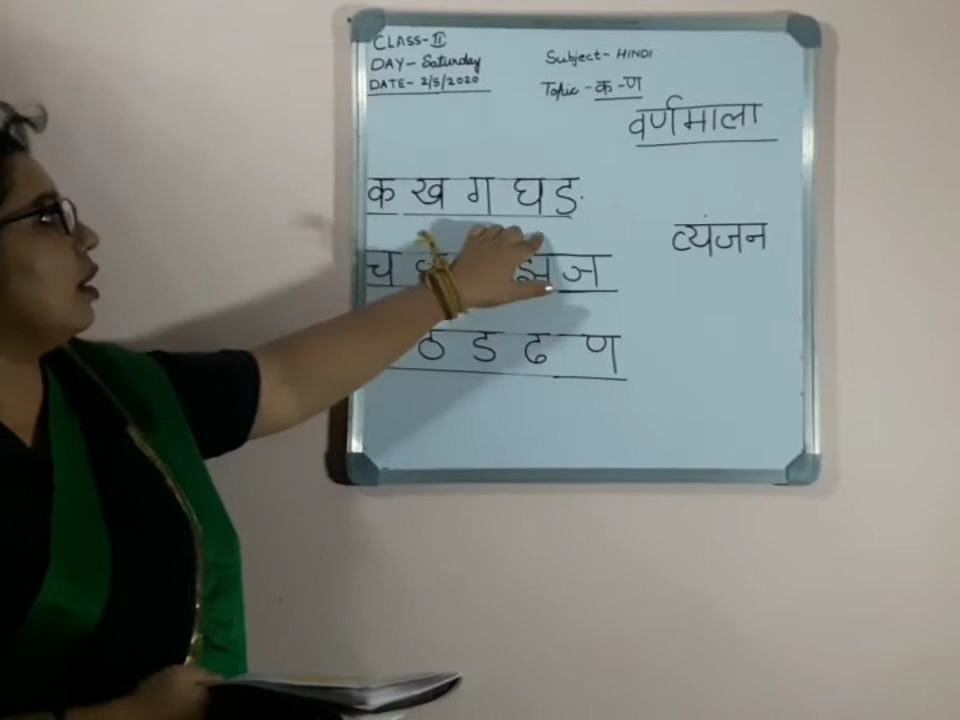 CLASS-II
DAY- Saturday
DATE- 2/5/2020
Subject- HINDI
Topic - क -ण
वर्णमाला
क ख ग घ ङ
च झ ञ
व्यंजन
ठ ड ढ ण